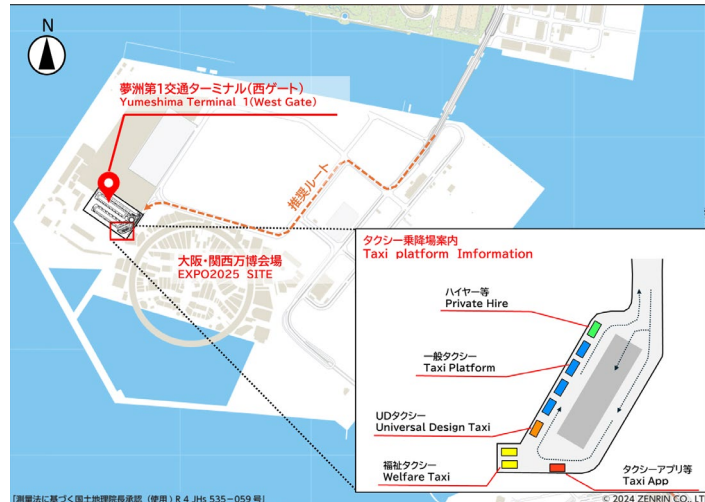 N
夢洲第1交通ターミナル(西ゲート)
Yumeshima Terminal 1(West Gate)
推奨ルート
大阪・関西万博会場
EXPO2025 SITE
タクシー乗降場案内
Taxi platform Imformation
ハイヤー等
Private Hire
一般タクシー
Taxi Platform
UDタクシー
Universal Design Taxi
福祉タクシー
Welfare Taxi
タクシーアプリ等
Taxi App
「測量法に基づく国土地理院長承認(使用)R 4 JHs 535-059 号」
© 2024 ZENRIN CO., LT